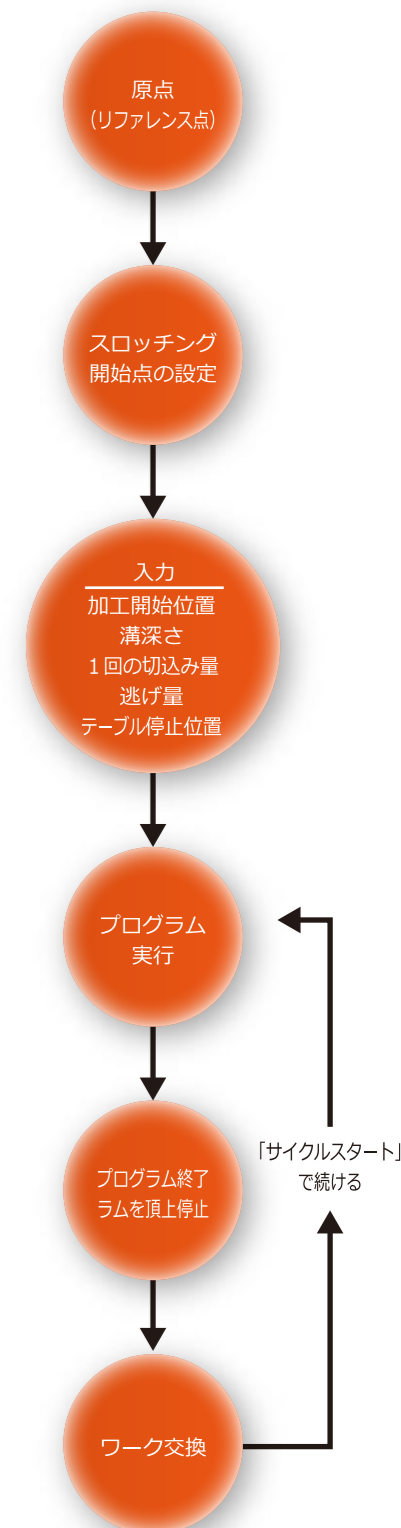 原点
（リファレンス点）
スロッチング
開始点の設定
入力
加工開始位置
溝深さ
１回の切込み量
逃げ量
テーブル停止位置
プログラム
実行
プログラム終了
ラムを頂上停止
「サイクルスタート」
で続ける
ワーク交換